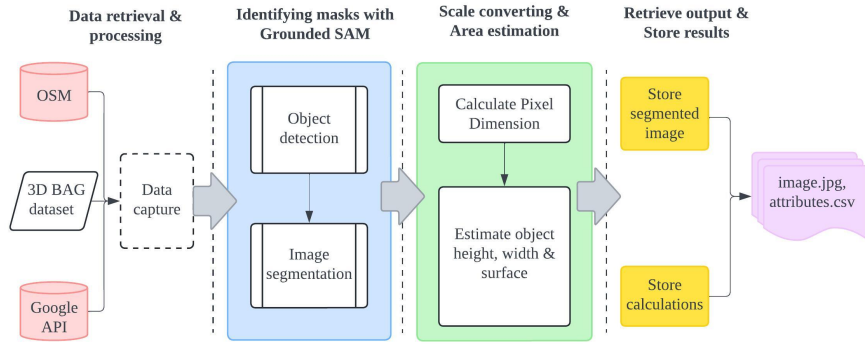 Data retrieval &
processing
Identifying masks with
Grounded SAM
Scale converting &
Area estimation
Retrieve output &
Store results
OSM
3D BAG
dataset
Google
API
Data
capture
Object
detection
Image
segmentation
Calculate Pixel
Dimension
Estimate object
height, width &
surface
Store
segmented
image
Store
calculations
image.jpg,
attributes.csv